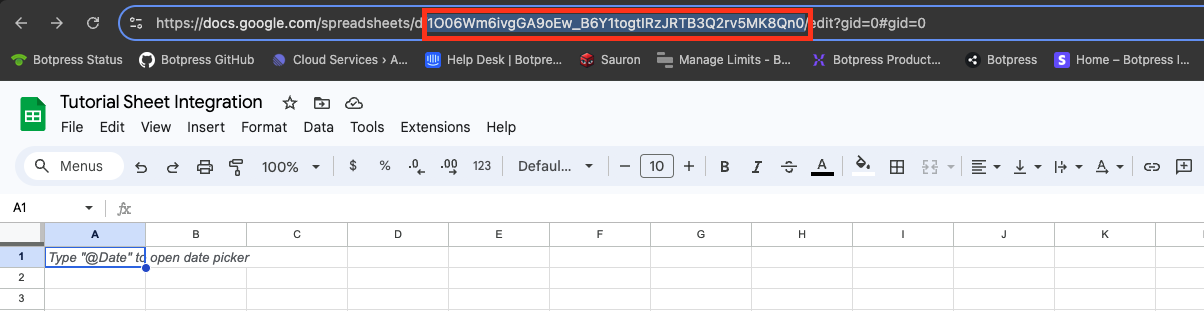 https://docs.google.com/spreadsheets/d/1O06Wm6ivgGA9oEw_B6Y1togtIRzJRTB3Q2rv5MK8Qn0/edit?gid=0#gid=0
Botpress Status Botpress GitHub Cloud Services › A... Help Desk | Botpre... Sauron Manage Limits - B... Botpress Product... Botpress Home – Botpress I...
Tutorial Sheet Integration
File Edit View Insert Format Data Tools Extensions Help
Menus 100% $ % .0 .00 123 Defaul... − 10 + B I S A
A1 fx
A B C D E F G H I J K
1 Type "@Date" to open date picker
2
3